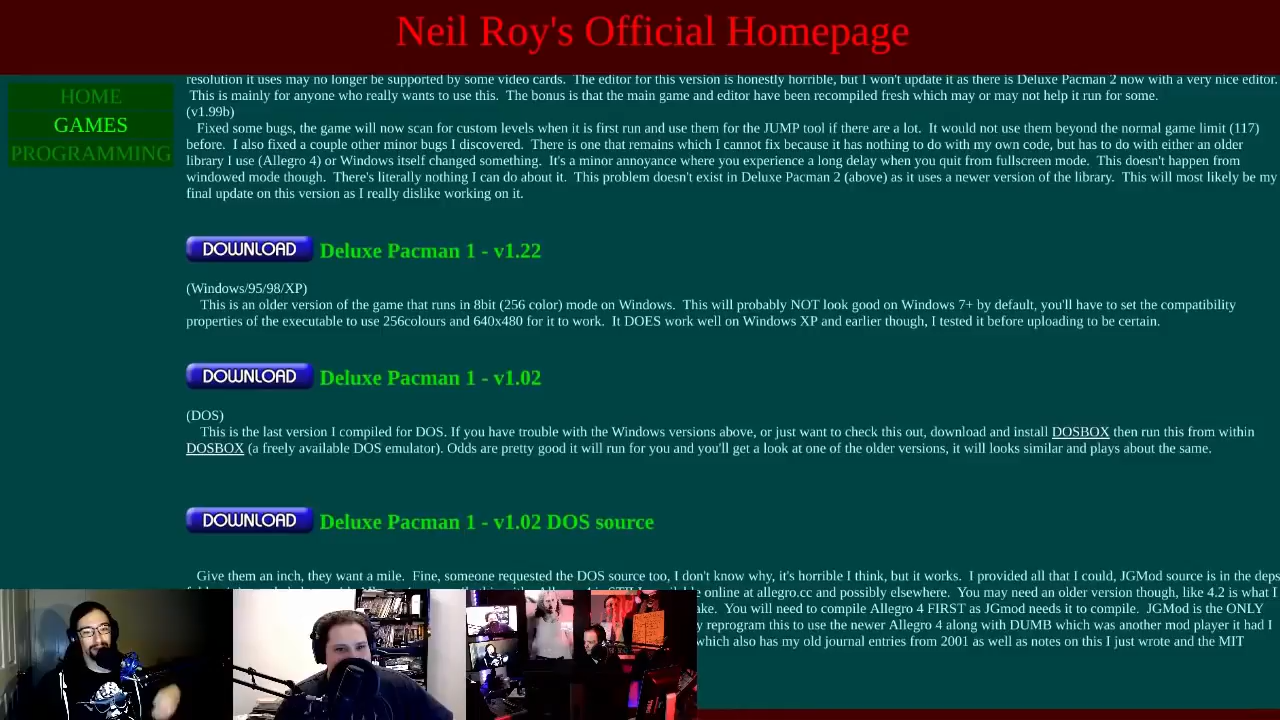 Neil Roy's Official Homepage
HOME
GAMES
PROGRAMMING
resolution it uses may no longer be supported by some video cards. The editor for this version is honestly horrible, but I won't update it as there is Deluxe Pacman 2 now with a very nice editor.
This is mainly for anyone who really wants to use this. The bonus is that the main game and editor have been recompiled fresh which may or may not help it run for some.
(v1.99b)
Fixed some bugs, the game will now scan for custom levels when it is first run and use them for the JUMP tool if there are a lot. It would not use them beyond the normal game limit (117)
before. I also fixed a couple other minor bugs I discovered. There is one that remains which I cannot fix because it has nothing to do with my own code, but has to do with either an older
library I use (Allegro 4) or Windows itself changed something. It's a minor annoyance where you experience a long delay when you quit from fullscreen mode. This doesn't happen from
windowed mode though. There's literally nothing I can do about it. This problem doesn't exist in Deluxe Pacman 2 (above) as it uses a newer version of the library. This will most likely be my
final update on this version as I really dislike working on it.
DOWNLOAD Deluxe Pacman 1 - v1.22
(Windows/95/98/XP)
This is an older version of the game that runs in 8bit (256 color) mode on Windows. This will probably NOT look good on Windows 7+ by default, you'll have to set the compatibility
properties of the executable to use 256colours and 640x480 for it to work. It DOES work well on Windows XP and earlier though, I tested it before uploading to be certain.
DOWNLOAD Deluxe Pacman 1 - v1.02
(DOS)
This is the last version I compiled for DOS. If you have trouble with the Windows versions above, or just want to check this out, download and install DOSBOX then run this from within
DOSBOX (a freely available DOS emulator). Odds are pretty good it will run for you and you'll get a look at one of the older versions, it will looks similar and plays about the same.
DOWNLOAD Deluxe Pacman 1 - v1.02 DOS source
Give them an inch, they want a mile. Fine, someone requested the DOS source too, I don't know why, it's horrible I think, but it works. I provided all that I could, JGMod source is in the deps
online at allegro.cc and possibly elsewhere. You may need an older version though, like 4.2 is what I
You will need to compile Allegro 4 FIRST as JGmod needs it to compile. JGMod is the ONLY
reprogram this to use the newer Allegro 4 along with DUMB which was another mod player it had I
which also has my old journal entries from 2001 as well as notes on this I just wrote and the MIT